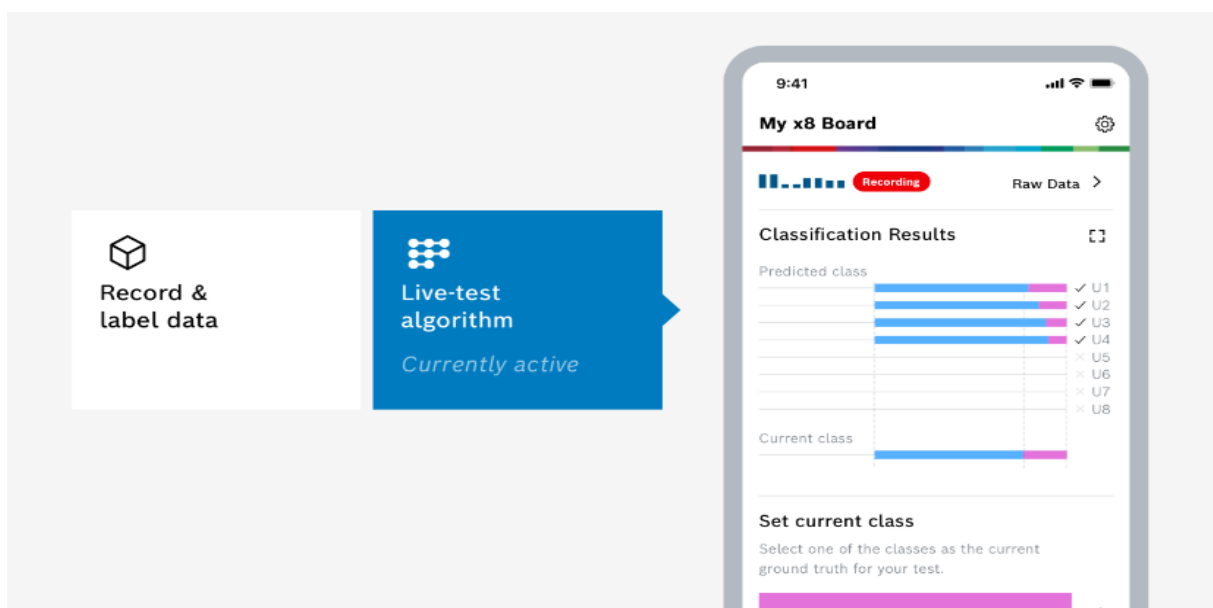 Record &
label data
Live-test
algorithm
Currently active
9:41
My x8 Board
Recording
Raw Data
Classification Results
Predicted class
U1
U2
U3
U4
U5
U6
U7
U8
Current class
Set current class
Select one of the classes as the current
ground truth for your test.